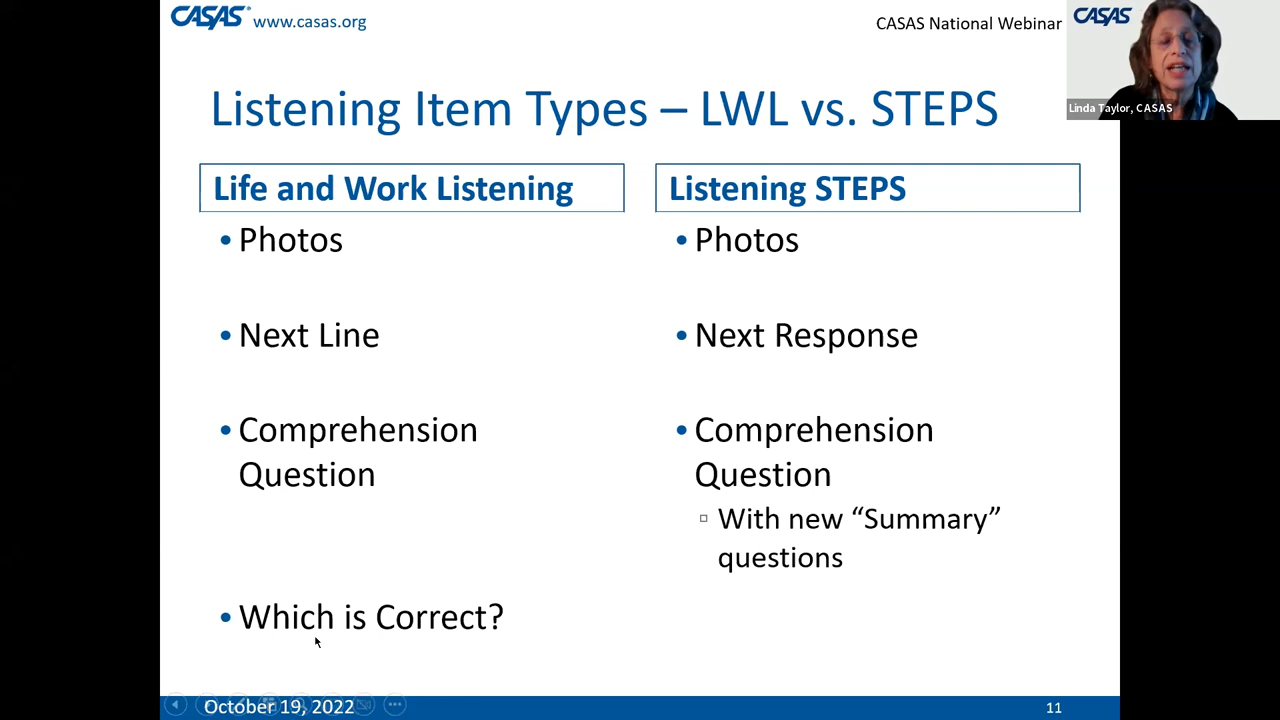 CASAS www.casas.org
CASAS National Webinar
CASAS
Linda Taylor, CASAS
Listening Item Types – LWL vs. STEPS
Life and Work Listening
• Photos
• Next Line
• Comprehension
Question
• Which is Correct?
Listening STEPS
• Photos
• Next Response
• Comprehension
Question
With new “Summary”
questions
October 19, 2022
11